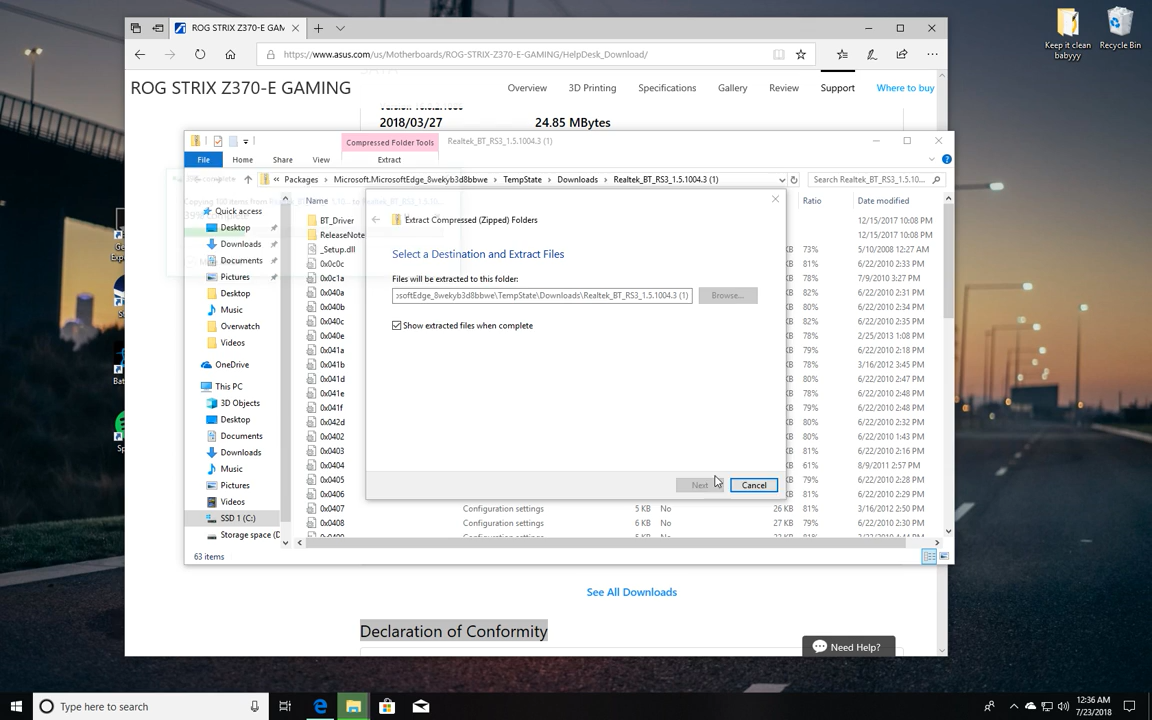 ROG STRIX Z370-E GAM
https://www.asus.com/us/Motherboards/ROG-STRIX-Z370-E-GAMING/HelpDesk_Download/
Keep it clean babyyy
Recycle Bin
ROG STRIX Z370-E GAMING
Overview
3D Printing
Specifications
Gallery
Review
Support
Where to buy
2018/03/27
24.85 MBytes
Compressed Folder Tools
Realtek_BT_RS3_1.5.1004.3 (1)
File
Home
Share
View
Extract
« Packages > Microsoft.MicrosoftEdge_8wekyb3d8bbwe > TempState > Downloads > Realtek_BT_RS3_1.5.1004.3 (1)
Search Realtek_BT_RS3_1.5.10...
Quick access
Desktop
Downloads
Documents
Pictures
Desktop
Music
Overwatch
Videos
OneDrive
This PC
3D Objects
Desktop
Documents
Downloads
Music
Pictures
Videos
SSD 1 (C:)
Storage space (D
Name
Ratio
Date modified
BT_Driver
12/15/2017 10:08 PM
ReleaseNote
12/15/2017 10:08 PM
_Setup.dll
73%
5/10/2008 12:27 AM
0x0c0c
81%
6/22/2010 2:33 PM
0x0c1a
78%
7/9/2010 3:27 PM
0x040a
82%
6/22/2010 2:31 PM
0x040b
80%
6/22/2010 2:34 PM
0x040c
82%
6/22/2010 2:35 PM
0x040e
78%
2/25/2013 1:08 PM
0x041a
79%
6/22/2010 2:18 PM
0x041b
78%
3/16/2012 3:45 PM
0x041d
80%
6/22/2010 2:47 PM
0x041e
79%
6/22/2010 2:48 PM
0x041f
80%
6/22/2010 2:48 PM
0x042d
80%
6/22/2010 2:32 PM
0x0402
80%
6/22/2010 1:43 PM
0x0403
81%
6/22/2010 2:16 PM
0x0404
61%
8/9/2011 2:57 PM
0x0405
79%
6/22/2010 2:28 PM
0x0406
81%
6/22/2010 2:29 PM
0x0407
Configuration settings
5 KB
No
26 KB
81%
3/16/2012 2:50 PM
0x0408
Configuration settings
6 KB
No
27 KB
79%
6/22/2010 2:30 PM
Extract Compressed (Zipped) Folders
Select a Destination and Extract Files
Files will be extracted to this folder:
softEdge_8wekyb3d8bbwe\TempState\Downloads\Realtek_BT_RS3_1.5.1004.3 (1)
Browse...
Show extracted files when complete
Next
Cancel
63 items
See All Downloads
Declaration of Conformity
Need Help?
Type here to search
12:36 AM
7/23/2018